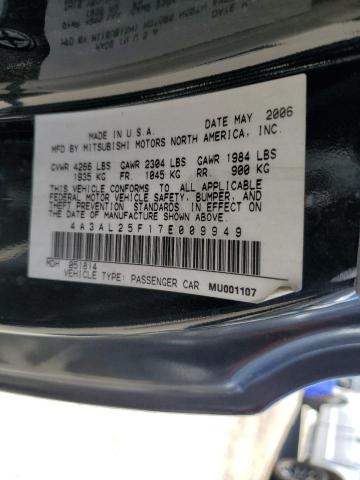 MADE IN U.S.A. DATE MAY 2006
BY MITSUBISHI MOTORS NORTH AMERICA, INC.
GVWR 4266 LBS GAWR 2304 LBS GAWR 1984 LBS
1935 KG FR. 1045 KG RR. 900 KG
THIS VEHICLE CONFORMS TO ALL APPLICABLE
FEDERAL MOTOR VEHICLE SAFETY, BUMPER, AND
THEFT PREVENTION STANDARDS IN EFFECT ON
THE DATE OF MANUFACTURE SHOWN ABOVE.
4A3AL25F17E009949
MDH 051814
VEHICLE TYPE: PASSENGER CAR MU001107